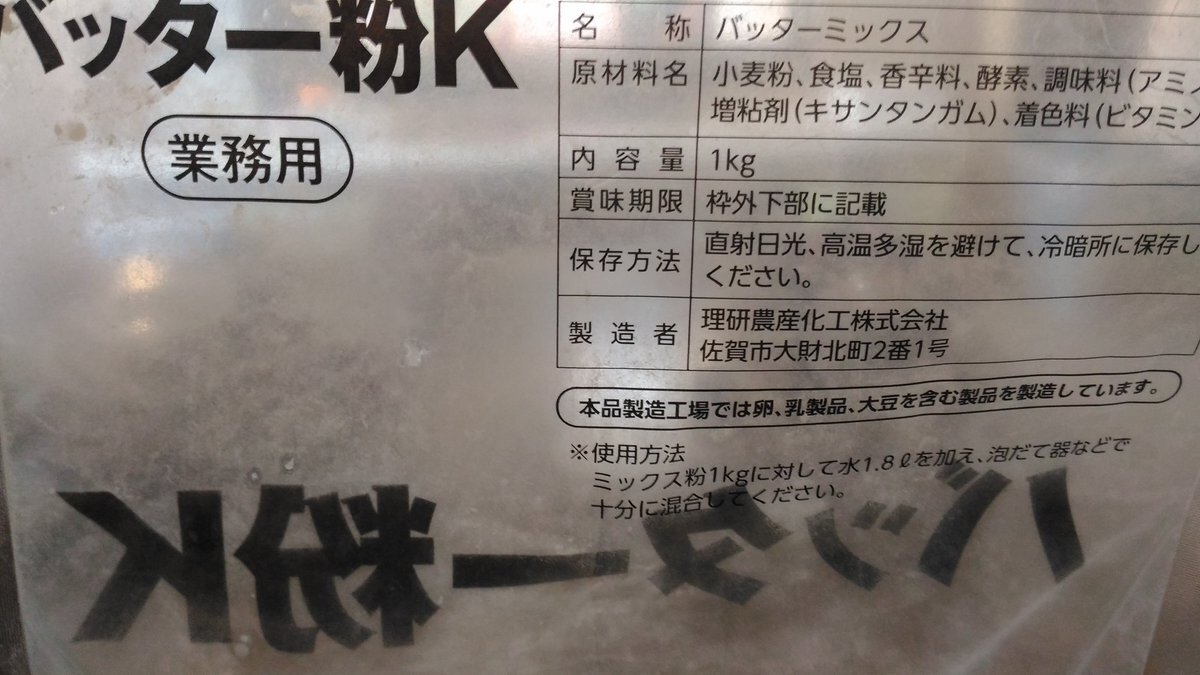 バッター粉K
業務用
名称 バッターミックス
原材料名 小麦粉、食塩、香辛料、酵素、調味料(アミノ
増粘剤(キサンタンガム)、着色料(ビタミン
内容量 1kg
賞味期限 枠外下部に記載
保存方法 直射日光、高温多湿を避けて、冷暗所に保存し
ください。
製造者 理研農産化工株式会社
佐賀市大財北町2番1号
本品製造工場では卵、乳製品、大豆を含む製品を製造しています。
※使用方法
ミックス粉1kgに対して水1.8ℓを加え、泡だて器などで
十分に混合してください。
バッター粉K